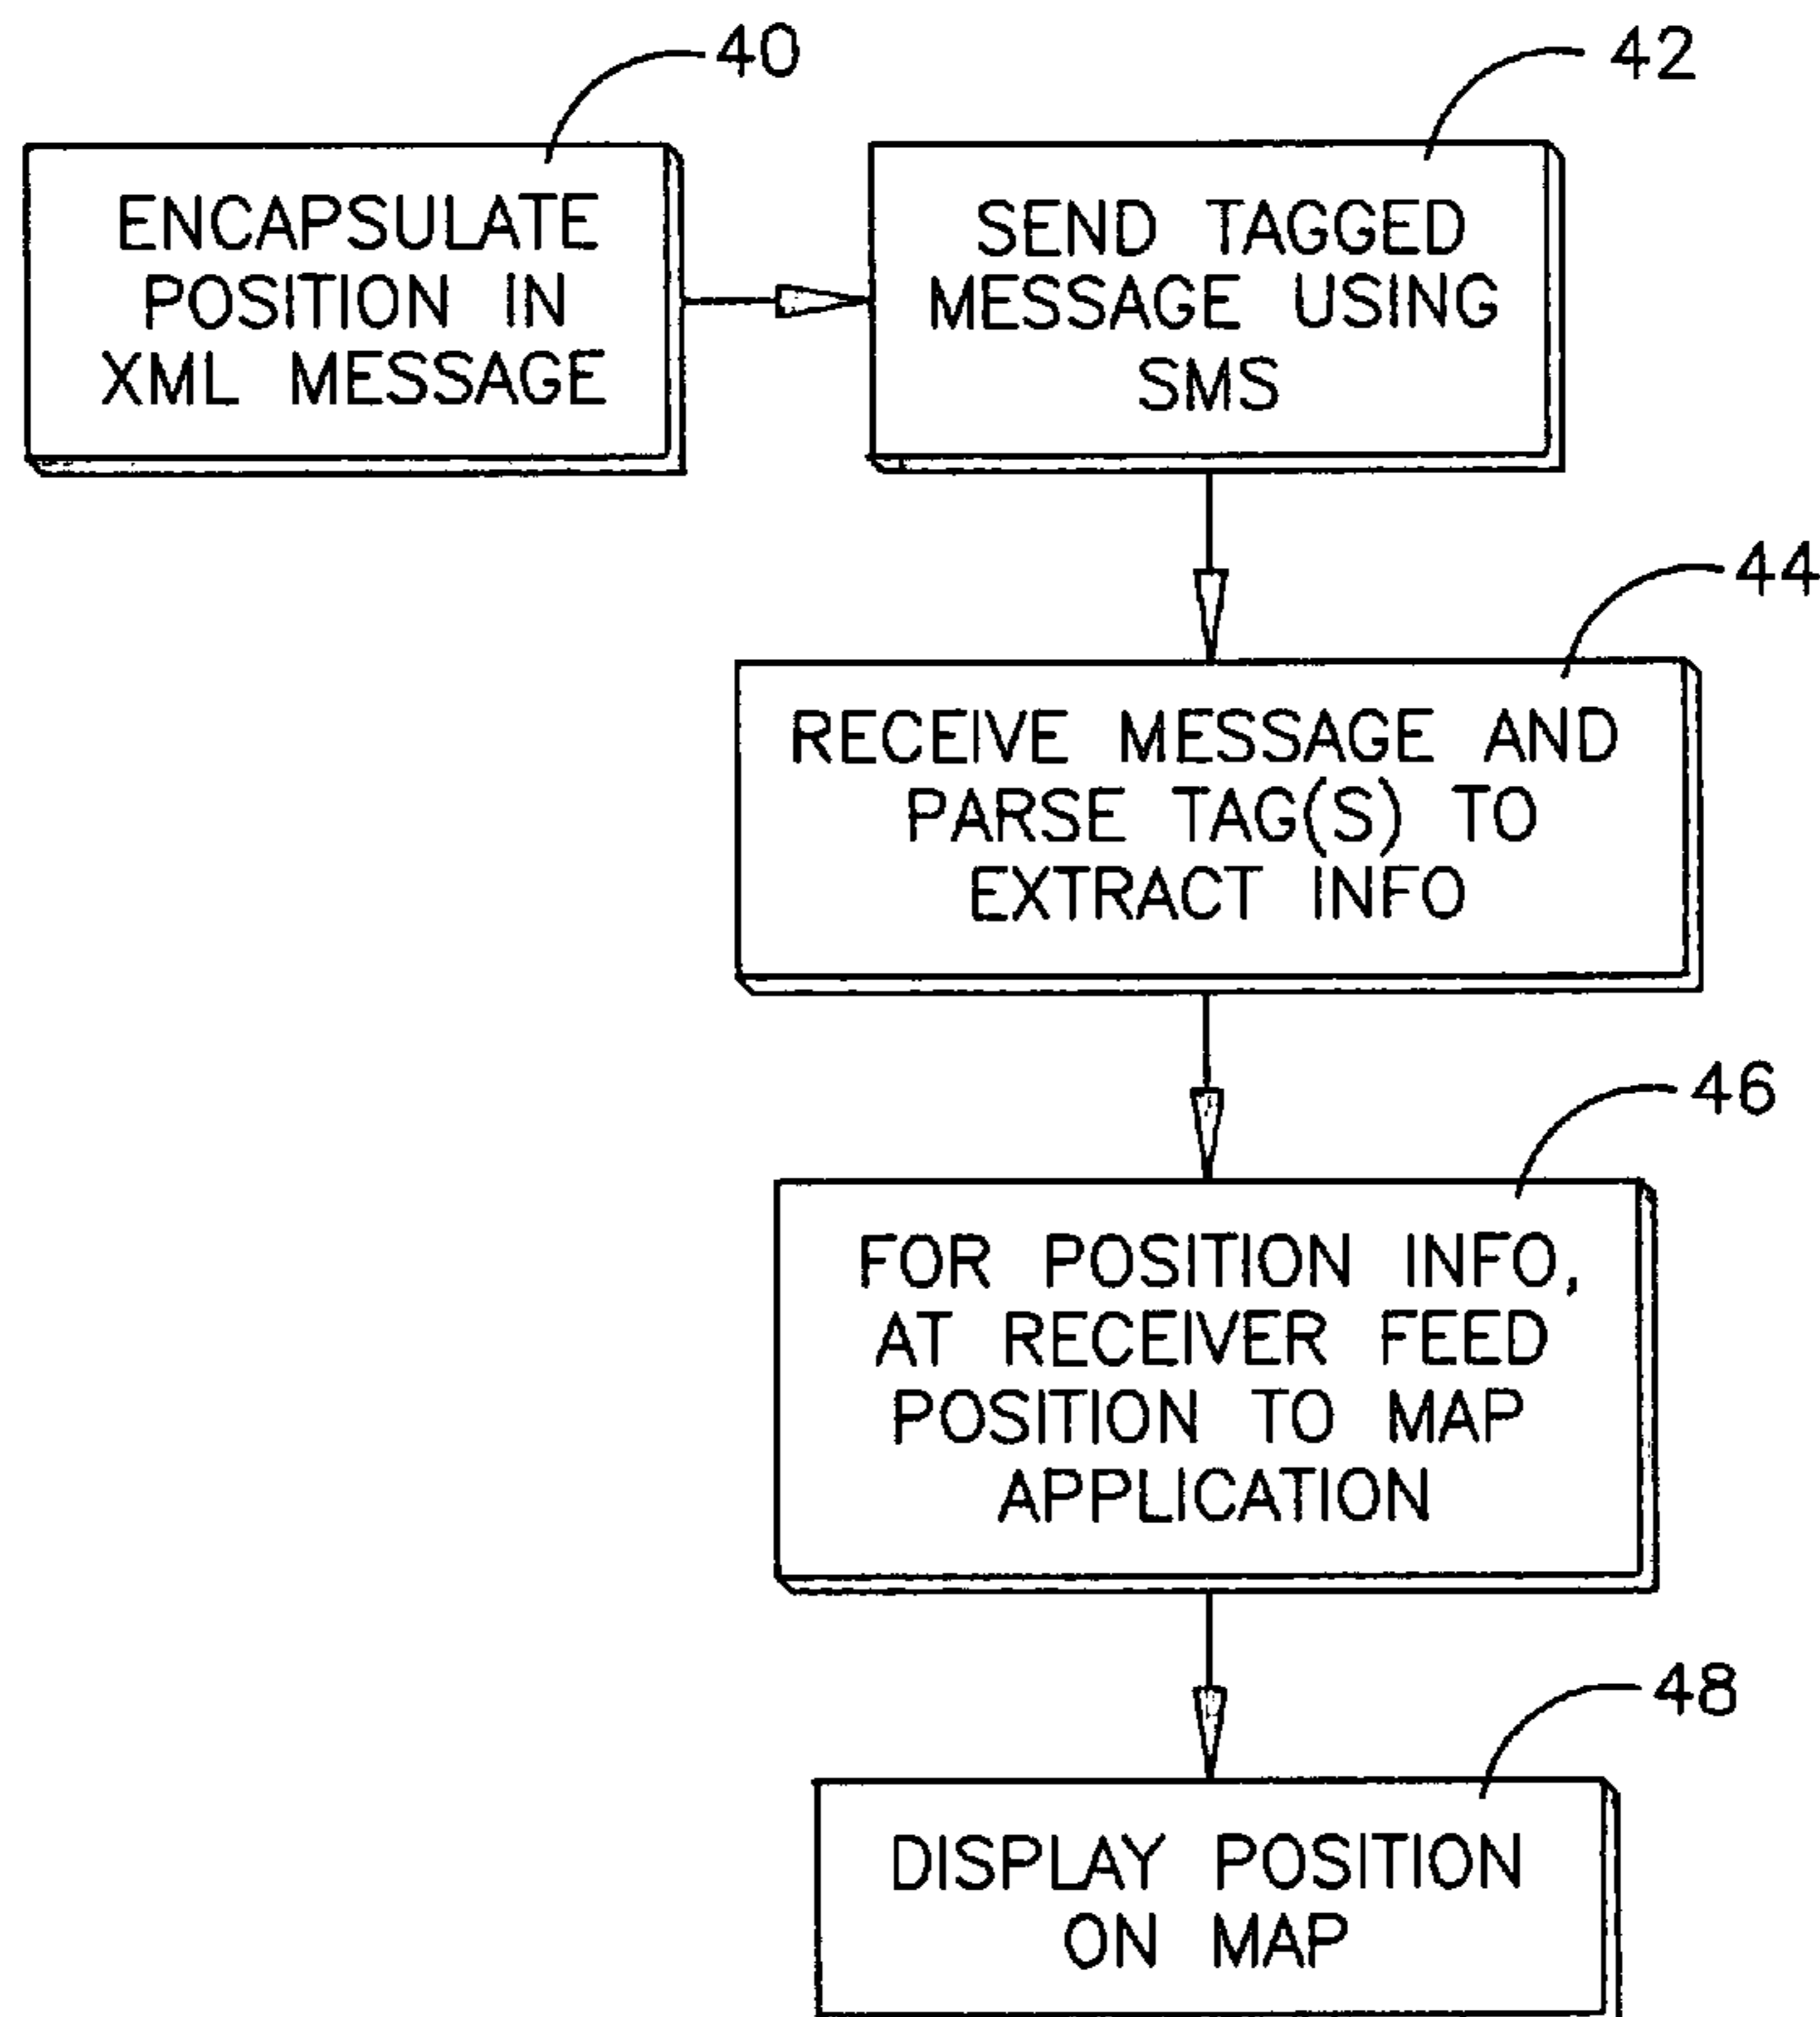 40
ENCAPSULATE
POSITION IN
XML MESSAGE
42
SEND TAGGED
MESSAGE USING
SMS
44
RECEIVE MESSAGE AND
PARSE TAG(S) TO
EXTRACT INFO
46
FOR POSITION INFO,
AT RECEIVER FEED
POSITION TO MAP
APPLICATION
48
DISPLAY POSITION
ON MAP